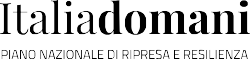 Italiadomani
PIANO NAZIONALE DI RIPRESA E RESILIENZA